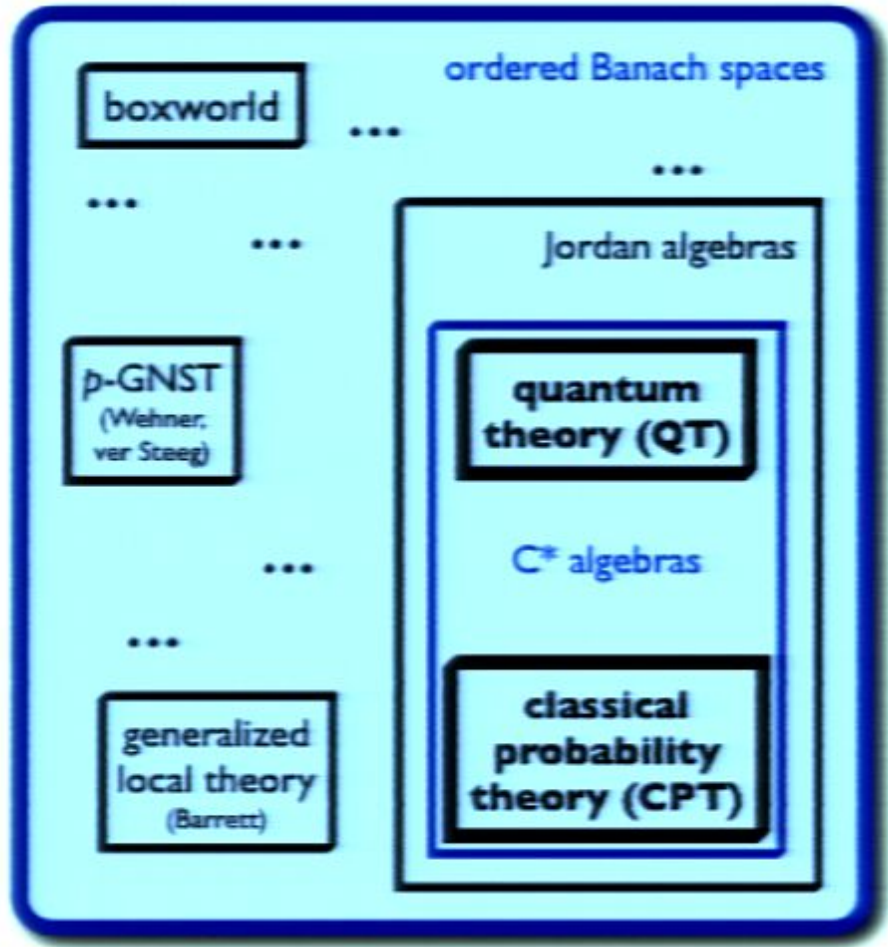 ordered Banach spaces
boxworld
...
...
...
...
Jordan algebras
p-GNST
(Wehner,
ver Steeg)
quantum
theory (QT)
C* algebras
...
...
generalized
local theory
(Barrett)
classical
probability
theory (CPT)